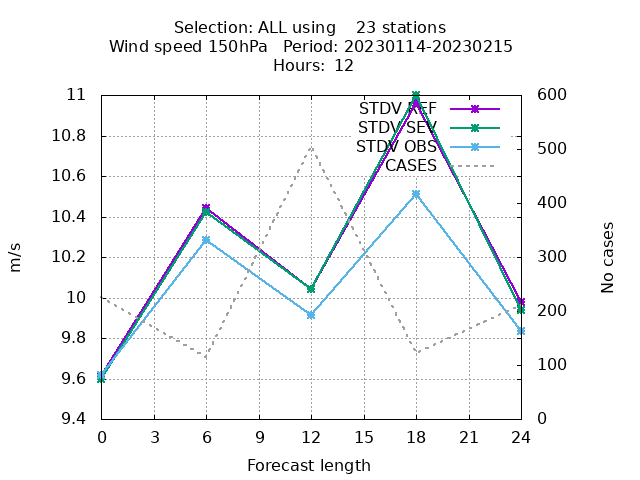 Selection: ALL using    23 stations
Wind speed 150hPa   Period: 20230114-20230215
Hours:  12
STDV REF
STDV SEV
STDV OBS
CASES
m/s
11
10.8
10.6
10.4
10.2
10
9.8
9.6
9.4
600
500
400
300
200
100
0
No cases
0 3 6 9 12 15 18 21 24
Forecast length